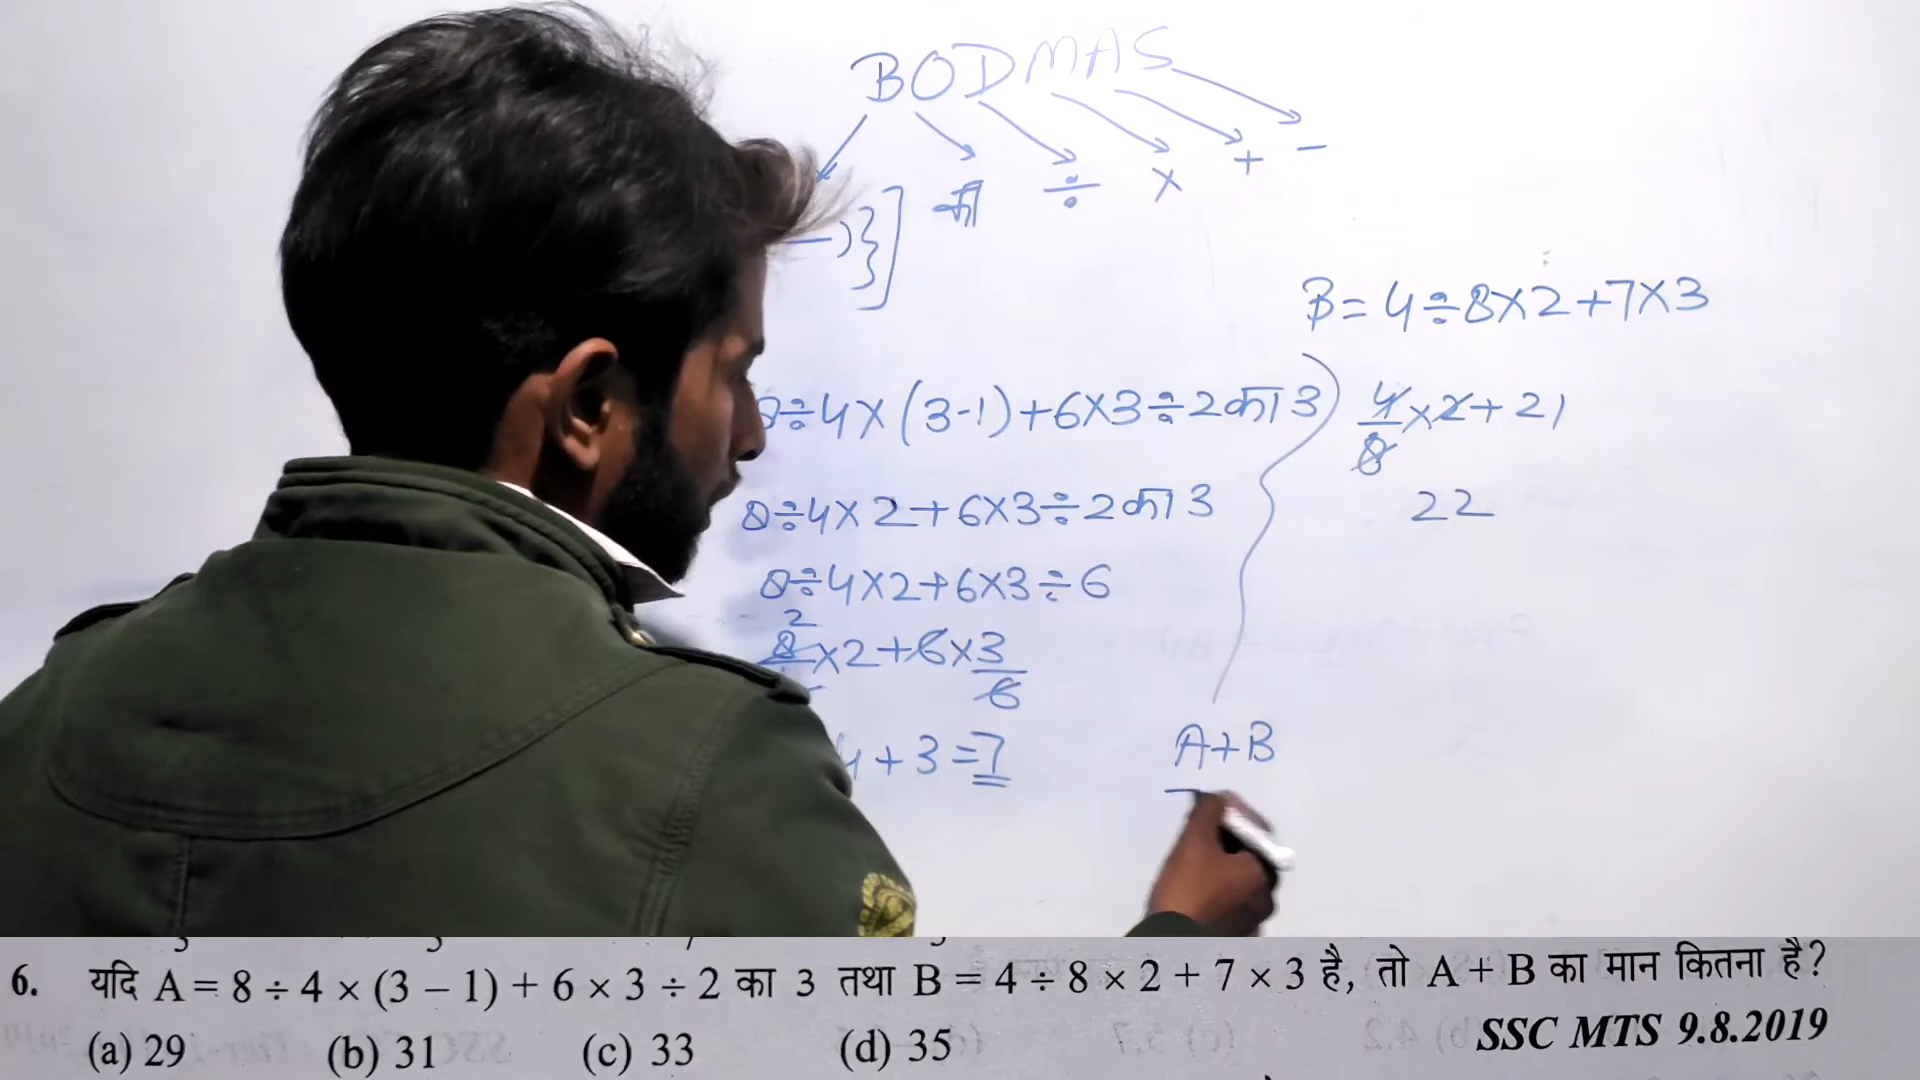 BODMAS
—)}] का ÷ × + −
B = 4÷8×2+7×3
8÷4×(3-1)+6×3÷2का3
4/8×2+21
8÷4×2+6×3÷2का3
22
8÷4×2+6×3÷6
2
8×2+6×3/6
4+3=7
A+B
6. यदि A = 8 ÷ 4 × (3 – 1) + 6 × 3 ÷ 2 का 3 तथा B = 4 ÷ 8 × 2 + 7 × 3 है, तो A + B का मान कितना है?
(a) 29 (b) 31 (c) 33 (d) 35 SSC MTS 9.8.2019